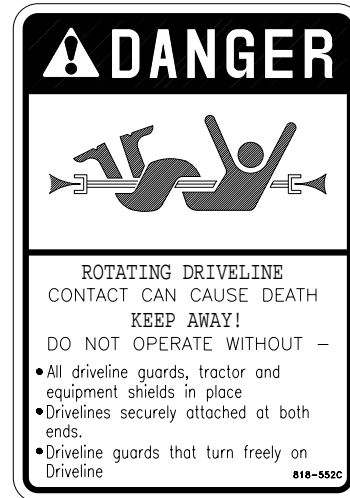 DANGER
ROTATING DRIVELINE
CONTACT CAN CAUSE DEATH
KEEP AWAY!
DO NOT OPERATE WITHOUT –
• All driveline guards, tractor and
equipment shields in place
• Drivelines securely attached at both
ends.
• Driveline guards that turn freely on
Driveline
818-552C